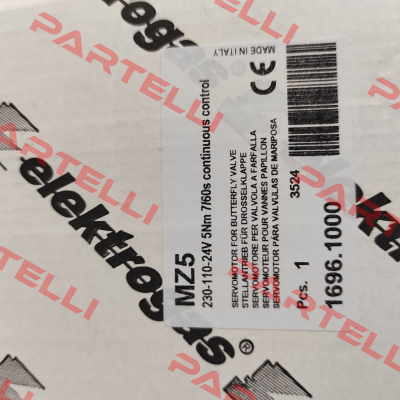 MZ5
230-110-24V 5Nm 7/60s continuous control
SERVOMOTOR FOR BUTTERFLY VALVE
STELLANTRIEB FÜR DROSSELKLAPPE
SERVOMOTORE PER VALVOLA A FARFALLA
SERVOMOTEUR POUR VANNES PAPILLON
SERVOMOTOR PARA VALVULAS DE MARIPOSA
Pcs. 1
3524
1696.1000
MADE IN ITALY
CE
elektrogas
elektrogas®
PARTELLI
PARTELLI
PARTELLI
PARTELLI
PARTELLI